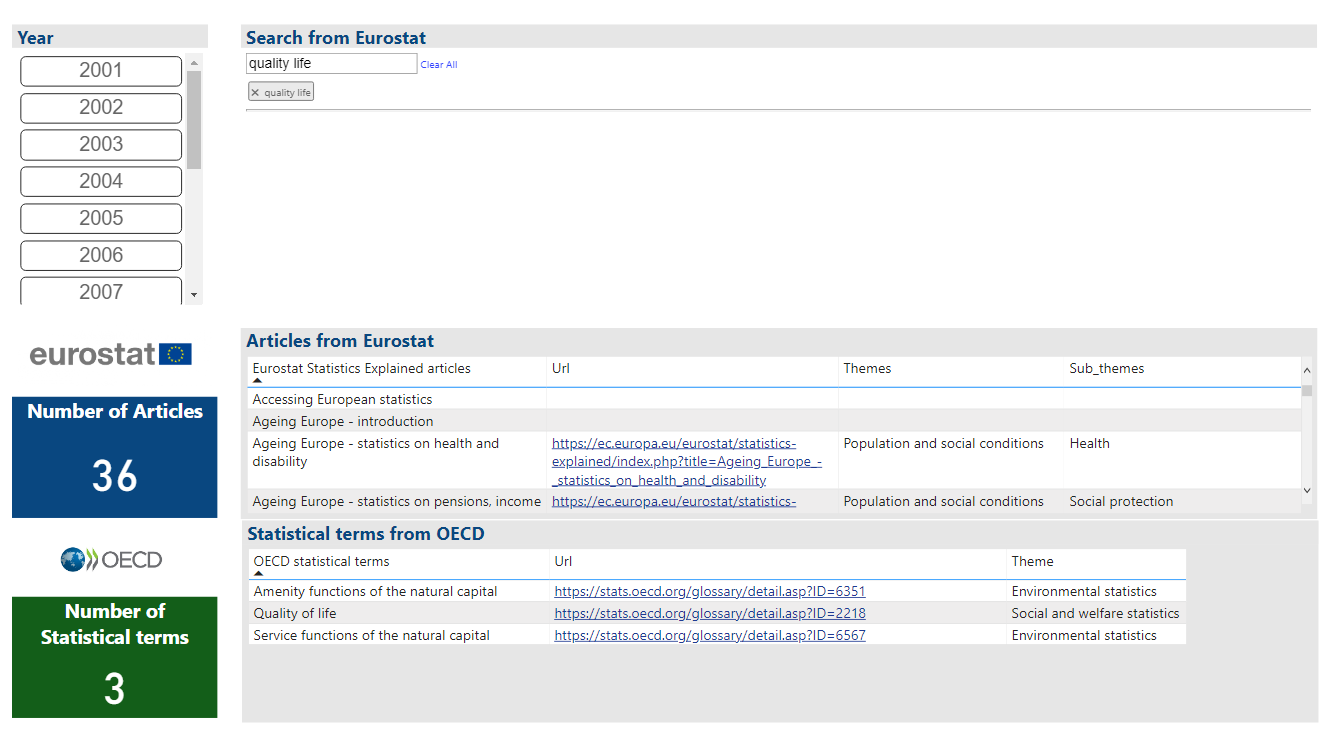 Year
2001
2002
2003
2004
2005
2006
2007
Search from Eurostat
quality life
Clear All
× quality life
eurostat
Number of Articles
36
OECD
Number of
Statistical terms
3
Articles from Eurostat
Eurostat Statistics Explained articles Url Themes Sub_themes
Accessing European statistics
Ageing Europe - introduction
Ageing Europe - statistics on health and https://ec.europa.eu/eurostat/statistics- Population and social conditions Health
disability explained/index.php?title=Ageing_Europe_-
_statistics_on_health_and_disability
Ageing Europe - statistics on pensions, income https://ec.europa.eu/eurostat/statistics- Population and social conditions Social protection
Statistical terms from OECD
OECD statistical terms Url Theme
Amenity functions of the natural capital https://stats.oecd.org/glossary/detail.asp?ID=6351 Environmental statistics
Quality of life https://stats.oecd.org/glossary/detail.asp?ID=2218 Social and welfare statistics
Service functions of the natural capital https://stats.oecd.org/glossary/detail.asp?ID=6567 Environmental statistics